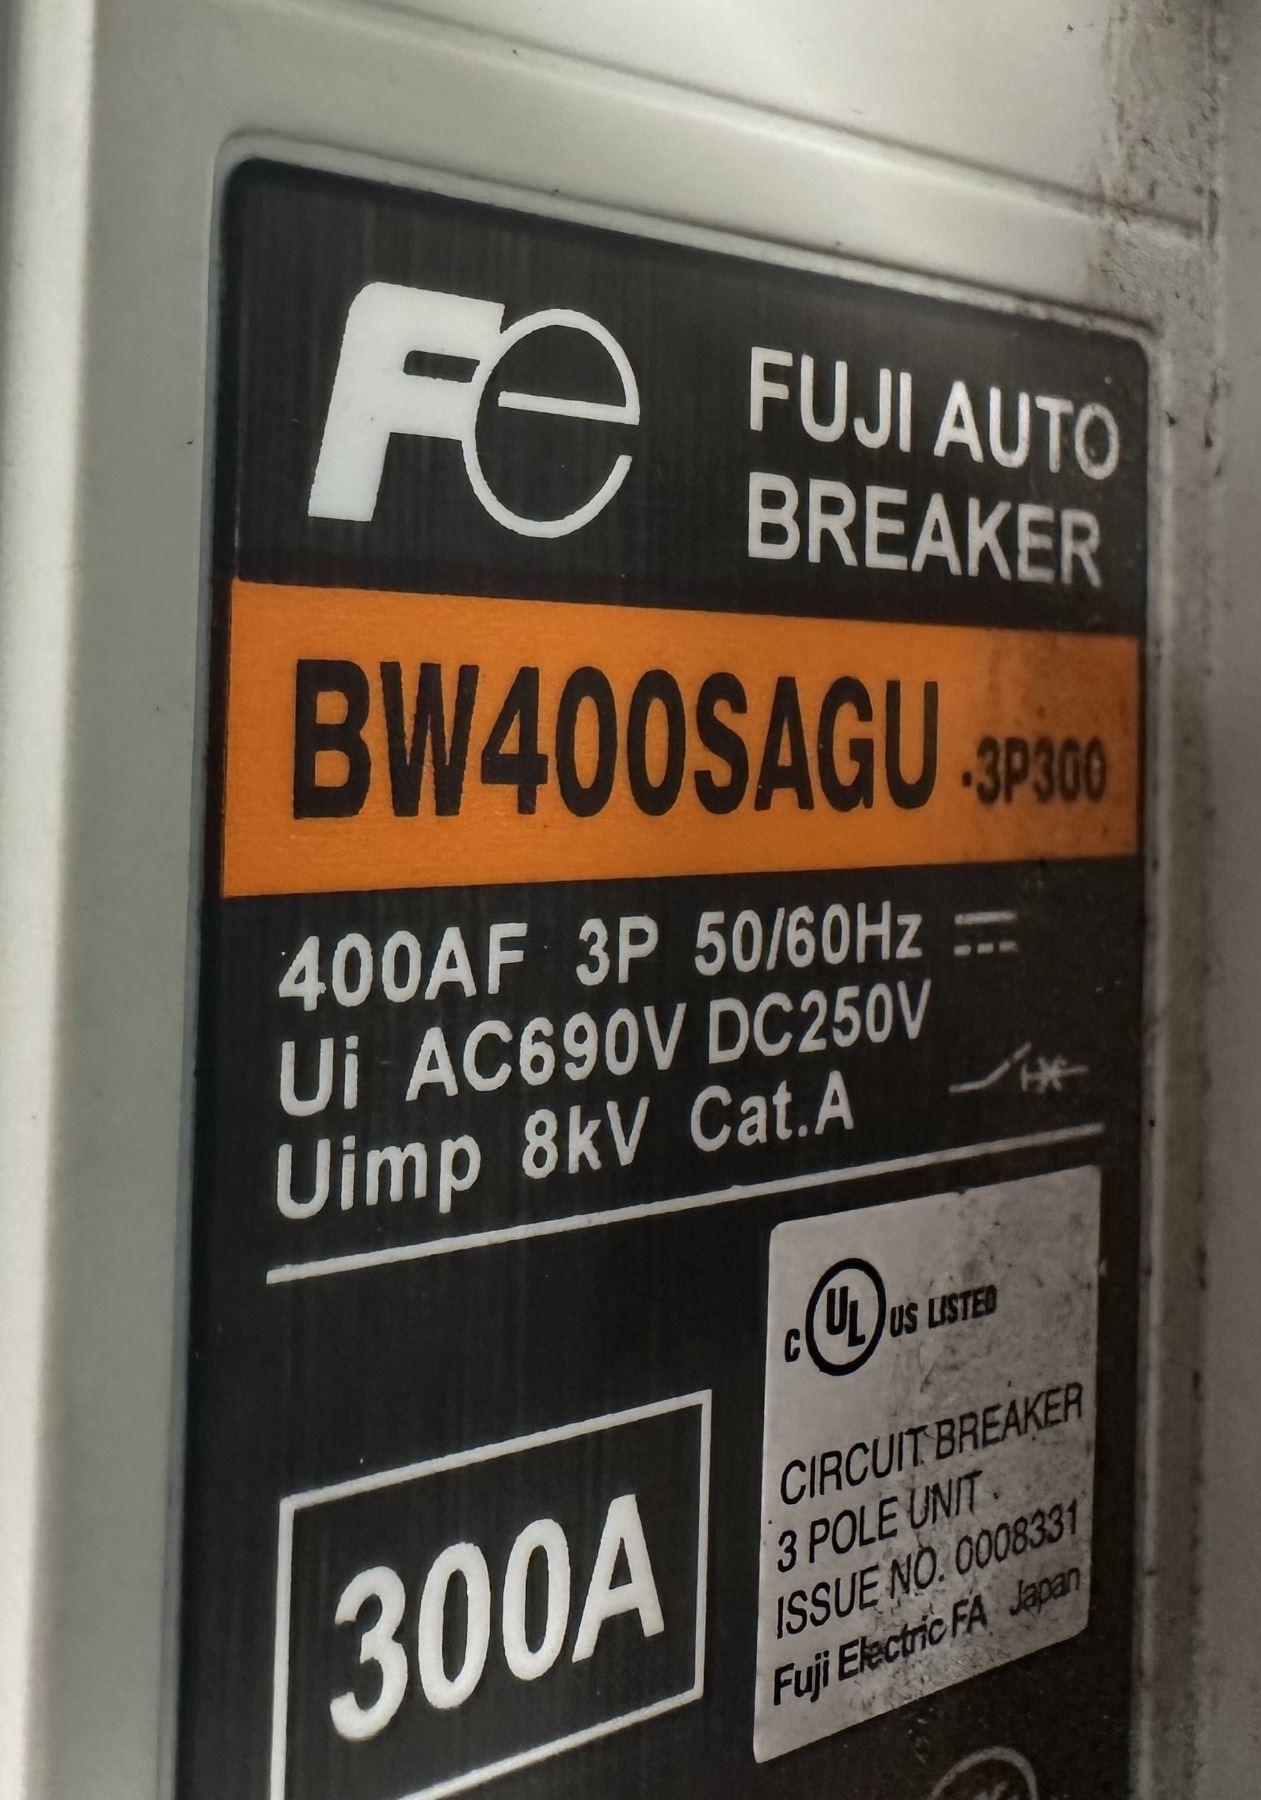 Fe
FUJI AUTO
BREAKER
BW400SAGU -3P300
400AF 3P 50/60Hz
Ui AC690V DC250V
Uimp 8kV Cat.A
C UL US LISTED
CIRCUIT BREAKER
3 POLE UNIT
ISSUE NO. 0008331
Fuji Electric FA Japan
300A